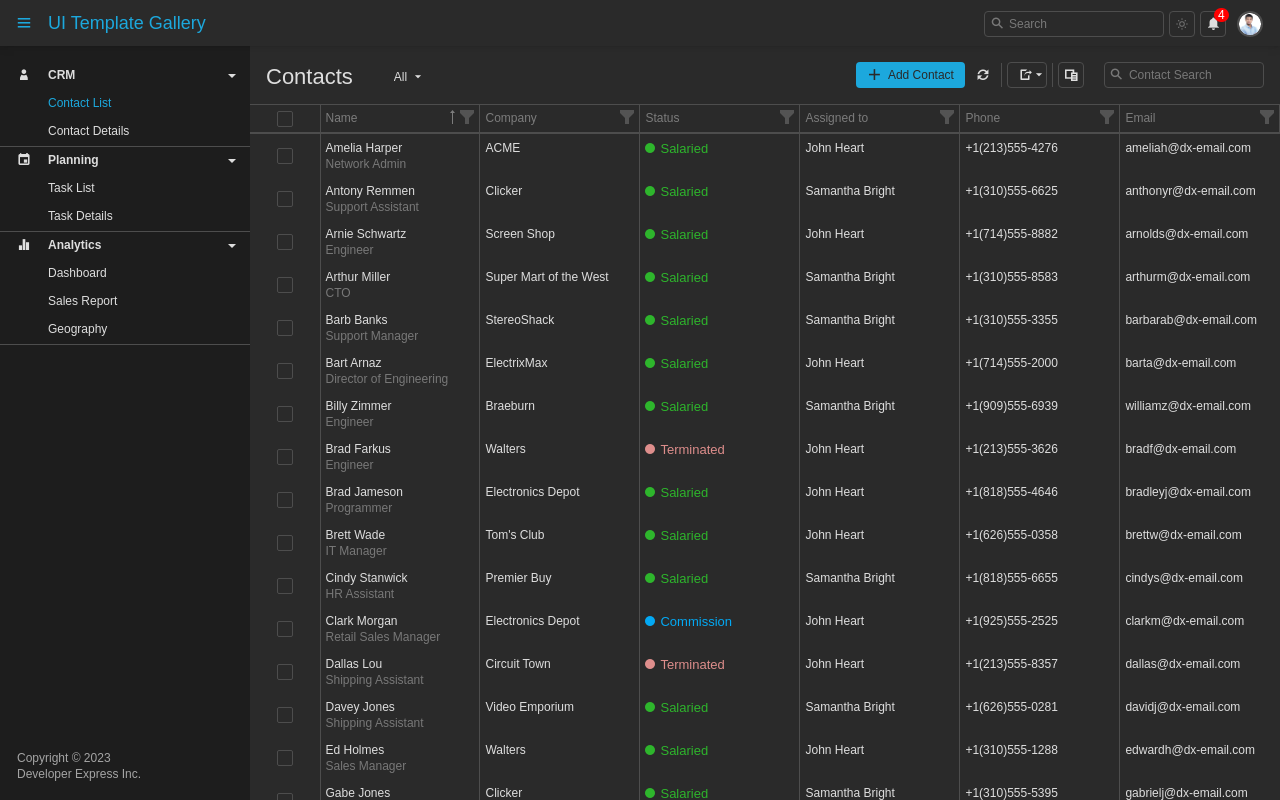 UI Template Gallery
Search
4
CRM
Contact List
Contact Details
Planning
Task List
Task Details
Analytics
Dashboard
Sales Report
Geography
Copyright © 2023
Developer Express Inc.
Contacts
All
Add Contact
Contact Search
Name Company Status Assigned to Phone Email
Amelia Harper ACME Salaried John Heart +1(213)555-4276 ameliah@dx-email.com
Network Admin
Antony Remmen Clicker Salaried Samantha Bright +1(310)555-6625 anthonyr@dx-email.com
Support Assistant
Arnie Schwartz Screen Shop Salaried John Heart +1(714)555-8882 arnolds@dx-email.com
Engineer
Arthur Miller Super Mart of the West Salaried Samantha Bright +1(310)555-8583 arthurm@dx-email.com
CTO
Barb Banks StereoShack Salaried Samantha Bright +1(310)555-3355 barbarab@dx-email.com
Support Manager
Bart Arnaz ElectrixMax Salaried John Heart +1(714)555-2000 barta@dx-email.com
Director of Engineering
Billy Zimmer Braeburn Salaried Samantha Bright +1(909)555-6939 williamz@dx-email.com
Engineer
Brad Farkus Walters Terminated John Heart +1(213)555-3626 bradf@dx-email.com
Engineer
Brad Jameson Electronics Depot Salaried John Heart +1(818)555-4646 bradleyj@dx-email.com
Programmer
Brett Wade Tom's Club Salaried John Heart +1(626)555-0358 brettw@dx-email.com
IT Manager
Cindy Stanwick Premier Buy Salaried Samantha Bright +1(818)555-6655 cindys@dx-email.com
HR Assistant
Clark Morgan Electronics Depot Commission John Heart +1(925)555-2525 clarkm@dx-email.com
Retail Sales Manager
Dallas Lou Circuit Town Terminated John Heart +1(213)555-8357 dallas@dx-email.com
Shipping Assistant
Davey Jones Video Emporium Salaried Samantha Bright +1(626)555-0281 davidj@dx-email.com
Shipping Assistant
Ed Holmes Walters Salaried John Heart +1(310)555-1288 edwardh@dx-email.com
Sales Manager
Gabe Jones Clicker Salaried Samantha Bright +1(310)555-5395 gabrielj@dx-email.com